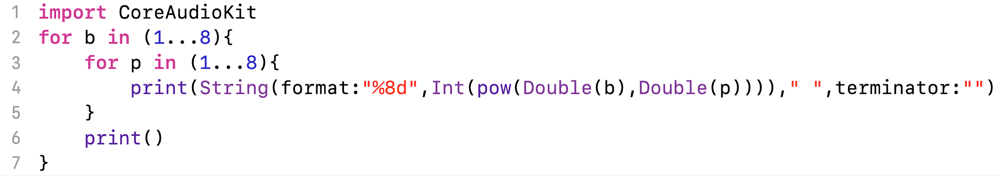 1 import CoreAudioKit
2 for b in (1...8){
3 for p in (1...8){
4 print(String(format:"%8d",Int(pow(Double(b),Double(p))))," ",terminator:"")
5 }
6 print()
7 }